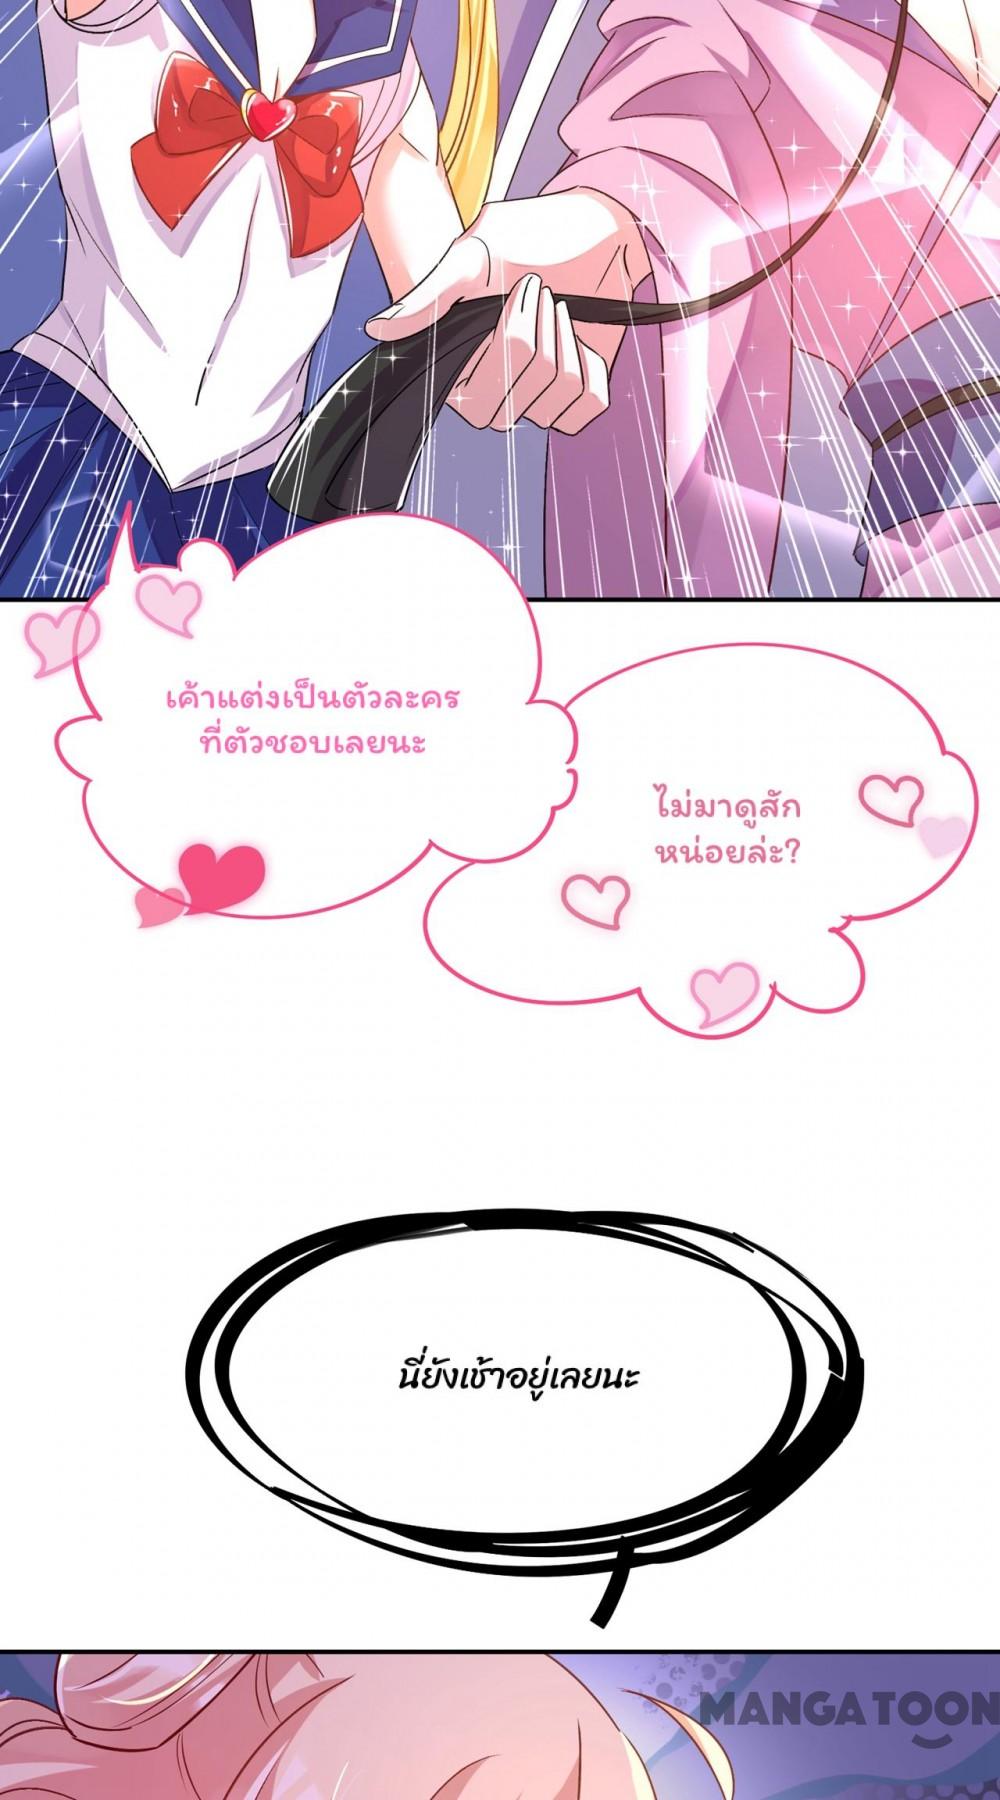 เค้าแต่งเป็นตัวละคร
ที่ตัวชอบเลยนะ
ไม่มาดูสัก
หน่อยล่ะ?
นี่ยังเช้าอยู่เลยนะ
MANGATOON